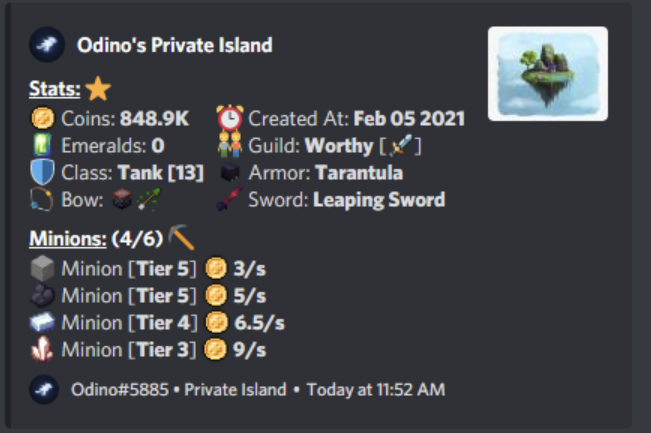 Odino's Private Island
Stats:
Coins: 848.9K Created At: Feb 05 2021
Emeralds: 0 Guild: Worthy [ ]
Class: Tank [13] Armor: Tarantula
Bow: Sword: Leaping Sword
Minions: (4/6)
Minion [Tier 5] 3/s
Minion [Tier 5] 5/s
Minion [Tier 4] 6.5/s
Minion [Tier 3] 9/s
Odino#5885 • Private Island • Today at 11:52 AM